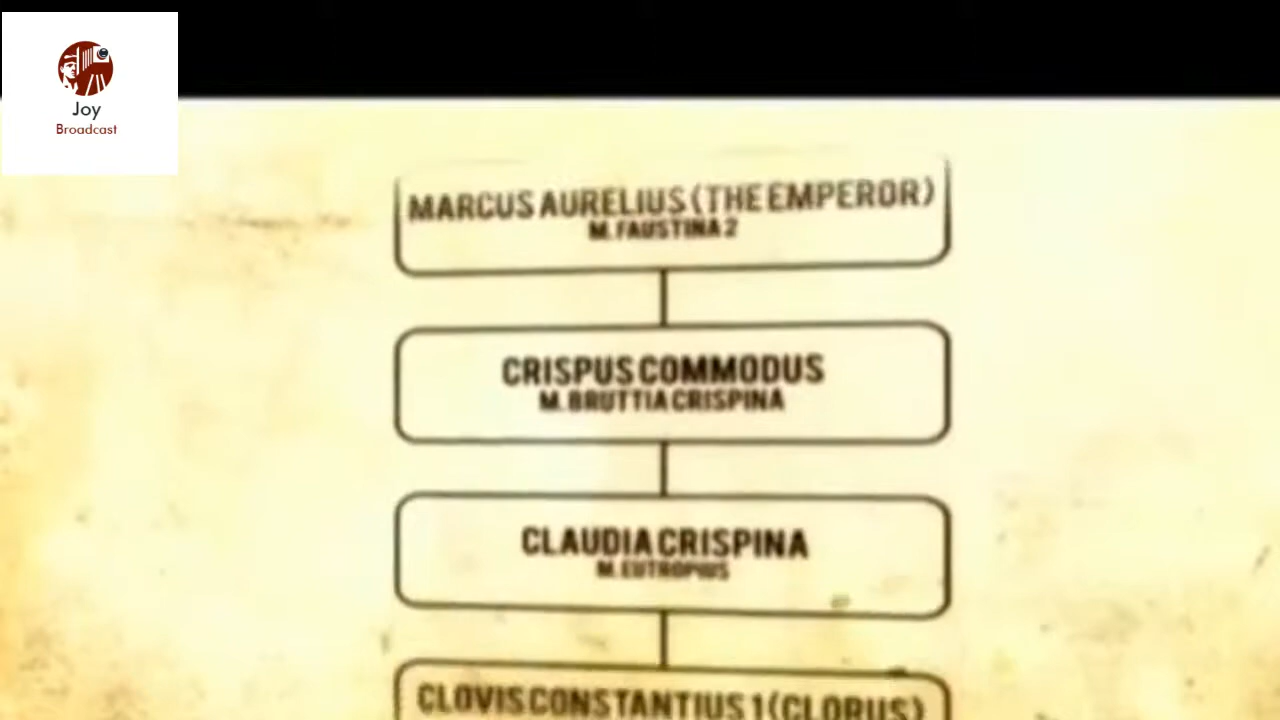 Joy
Broadcast
MARCUS AURELIUS (THE EMPEROR)
M. FAUSTINA 2
CRISPUS COMMODUS
M. BRUTTIA CRISPINA
CLAUDIA CRISPINA
M. EUTROPIUS
CLOVIS CONSTANTIUS 1 (CLORUS)